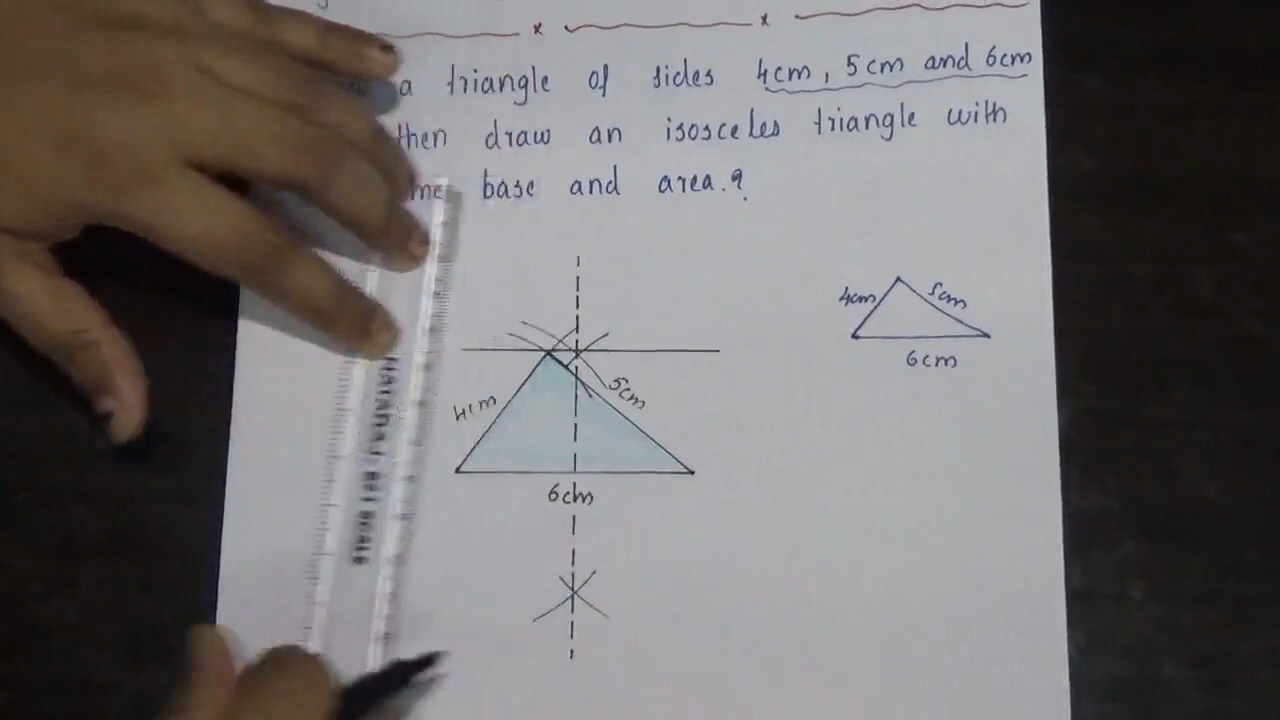 a triangle of sides 4cm, 5cm and 6cm
then draw an isosceles triangle with
base and area.?
4cm
5cm
6cm
4cm
5cm
6cm